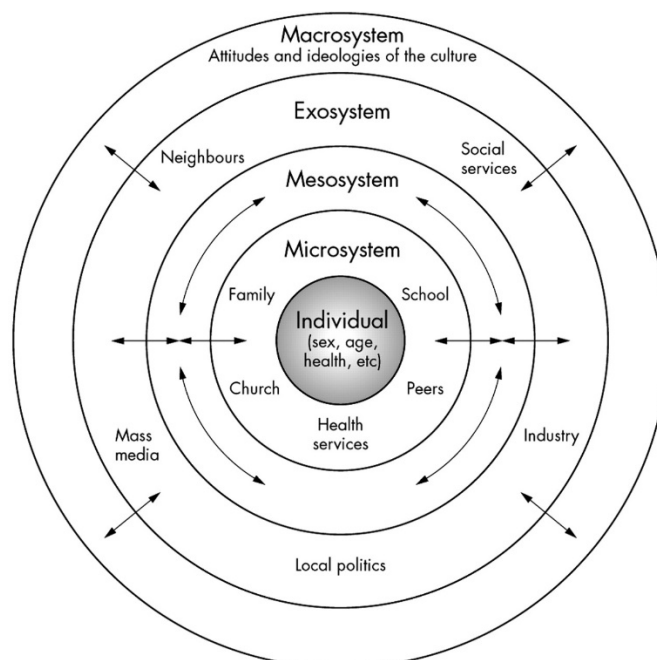 Macrosystem
Attitudes and ideologies of the culture
Exosystem
Neighbours
Social
services
Mesosystem
Microsystem
Family
School
Individual
(sex, age,
health, etc)
Church
Peers
Health
services
Mass
media
Industry
Local politics